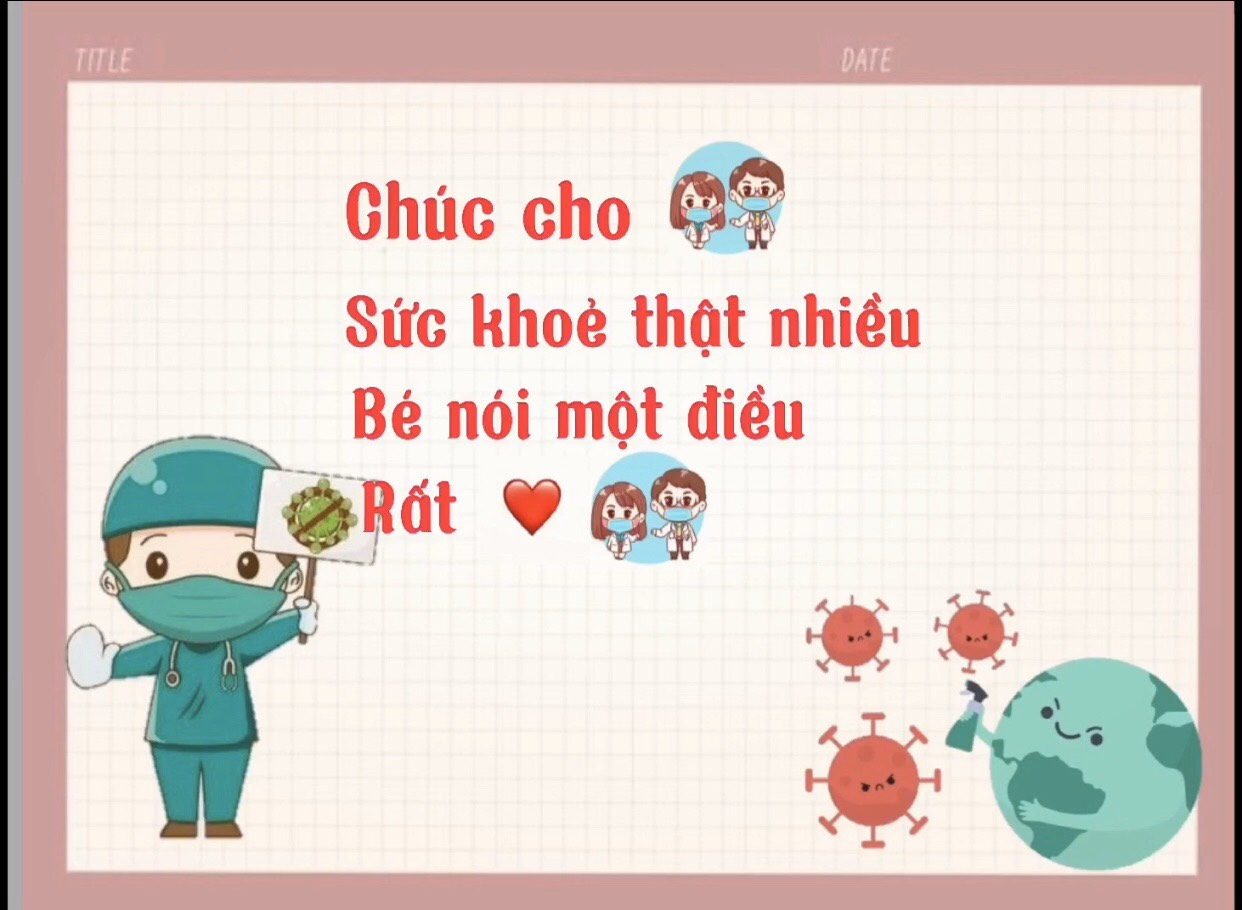 TITLE DATE
Chúc cho
Sức khoẻ thật nhiều
Bé nói một điều
Rất ❤️